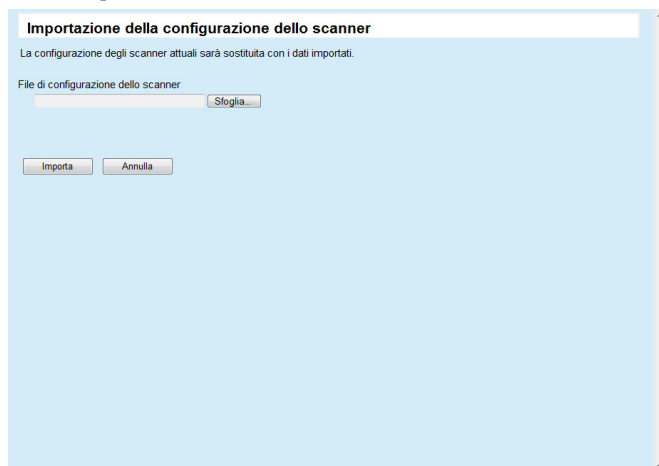 Importazione della configurazione dello scanner
La configurazione degli scanner attuali sarà sostituita con i dati importati.
File di configurazione dello scanner
Sfoglia...
Importa Annulla